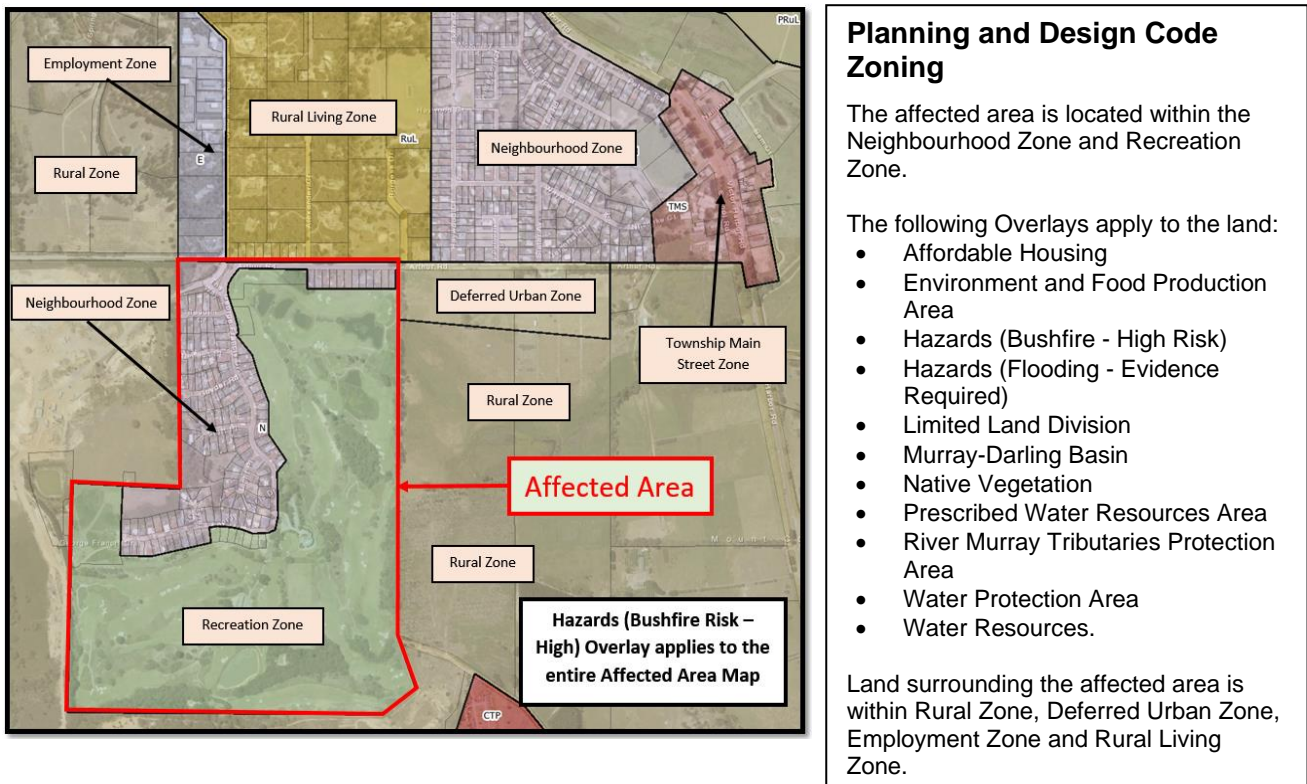 PRuL
Employment Zone
Rural Living Zone
RuL
Neighbourhood Zone
E
Rural Zone
TMS
Arthur Rd
Neighbourhood Zone
Deferred Urban Zone
Township Main
Street Zone
Rural Zone
N
Affected Area
Rural Zone
Recreation Zone
Hazards (Bushfire Risk –
High) Overlay applies to the
entire Affected Area Map
CTP
Planning and Design Code
Zoning
The affected area is located within the
Neighbourhood Zone and Recreation
Zone.
The following Overlays apply to the land:
• Affordable Housing
• Environment and Food Production
Area
• Hazards (Bushfire - High Risk)
• Hazards (Flooding - Evidence
Required)
• Limited Land Division
• Murray-Darling Basin
• Native Vegetation
• Prescribed Water Resources Area
• River Murray Tributaries Protection
Area
• Water Protection Area
• Water Resources.
Land surrounding the affected area is
within Rural Zone, Deferred Urban Zone,
Employment Zone and Rural Living
Zone.